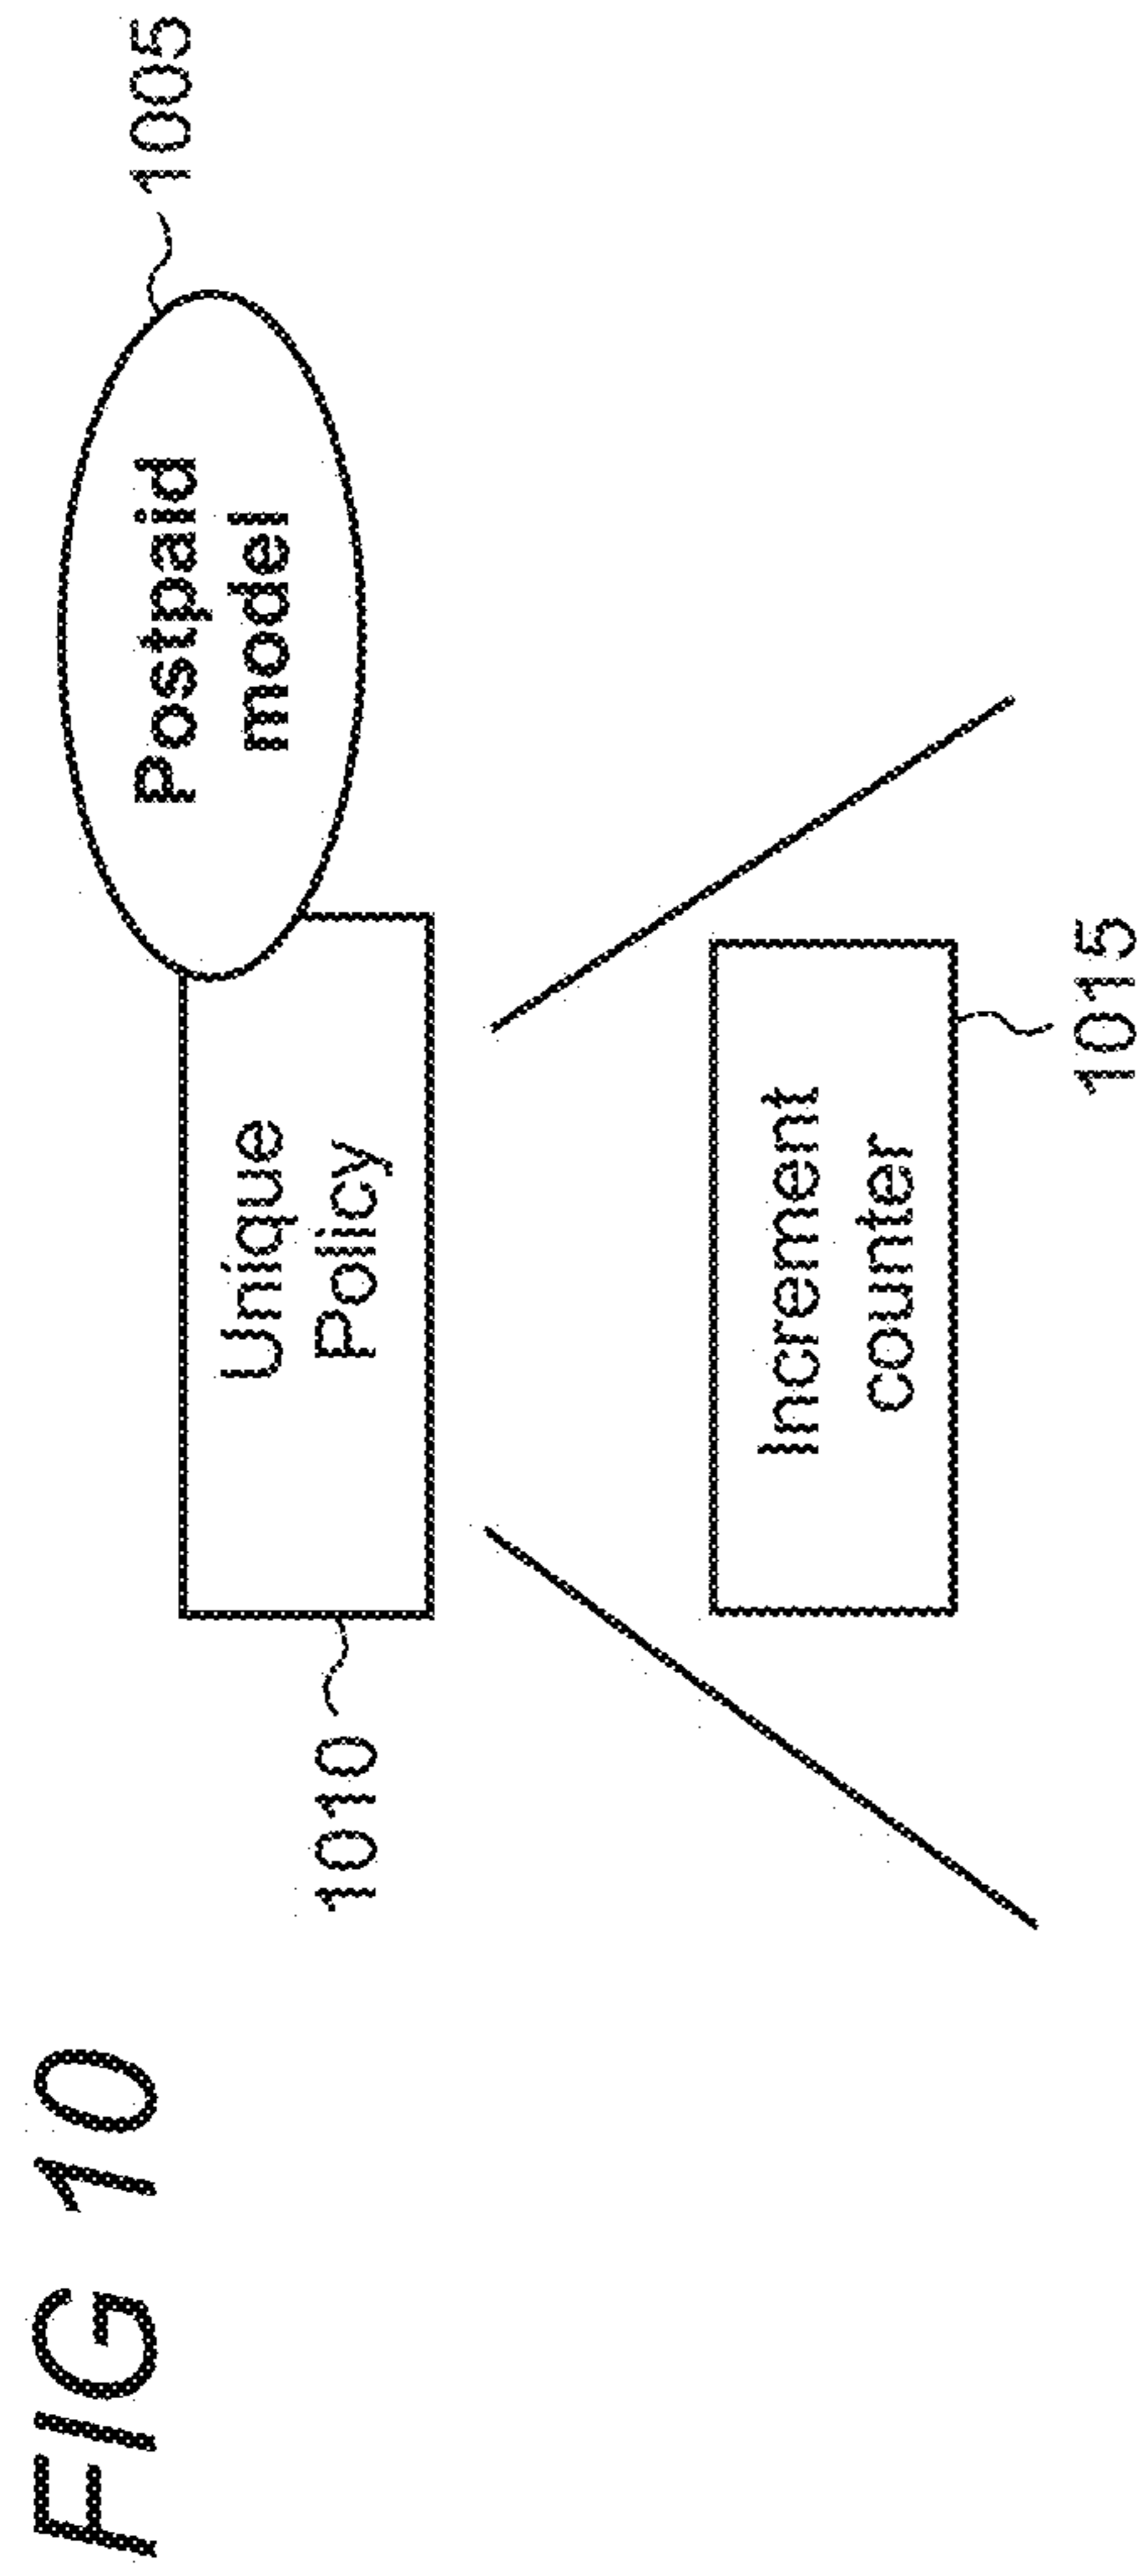 FIG 10
1005
Postpaid
model
1010
Unique
Policy
Increment
counter
1015